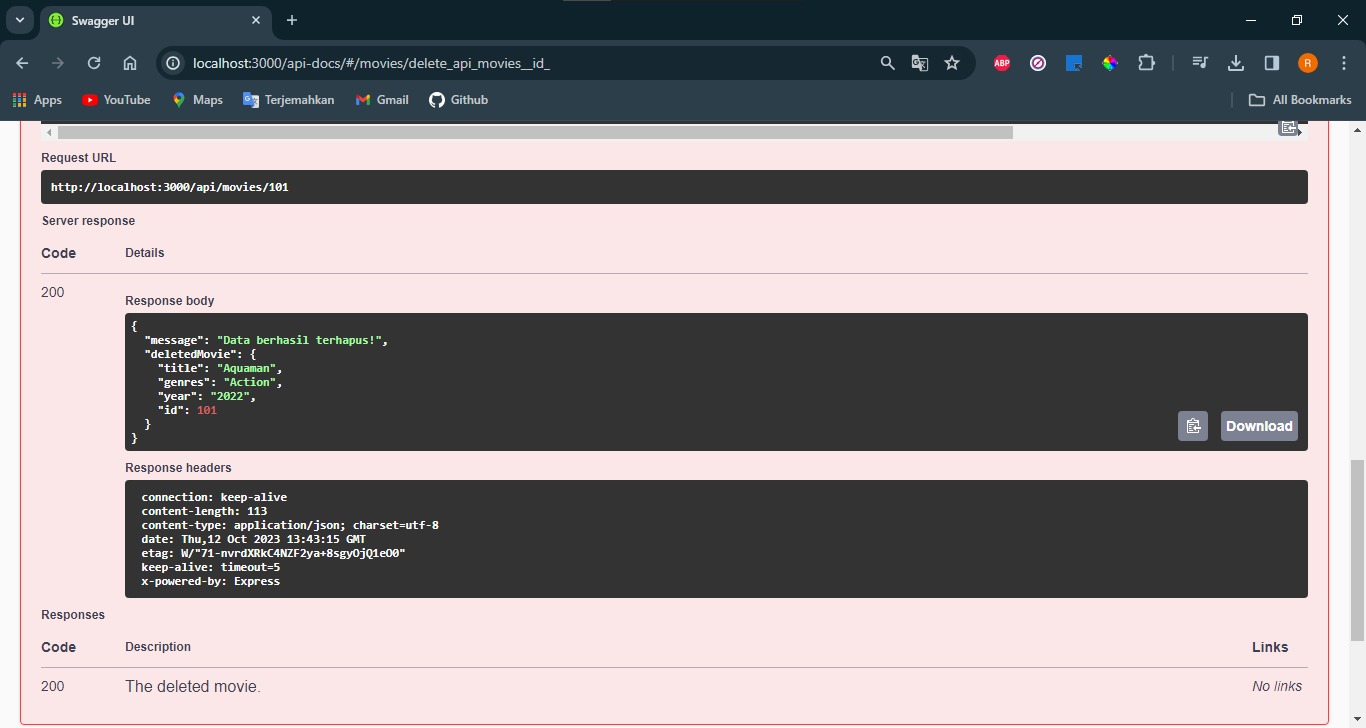 Swagger UI
localhost:3000/api-docs/#/movies/delete_api_movies__id_
ABP
R
Apps
YouTube
Maps
Terjemahkan
Gmail
Github
All Bookmarks
Request URL
http://localhost:3000/api/movies/101
Server response
Code Details
200
Response body
{
"message": "Data berhasil terhapus!",
"deletedMovie": {
"title": "Aquaman",
"genres": "Action",
"year": "2022",
"id": 101
}
}
Download
Response headers
connection: keep-alive
content-length: 113
content-type: application/json; charset=utf-8
date: Thu,12 Oct 2023 13:43:15 GMT
etag: W/"71-nvrdXRkC4NZF2ya+8sgyOjQ1eO0"
keep-alive: timeout=5
x-powered-by: Express
Responses
Code Description Links
200 The deleted movie. No links